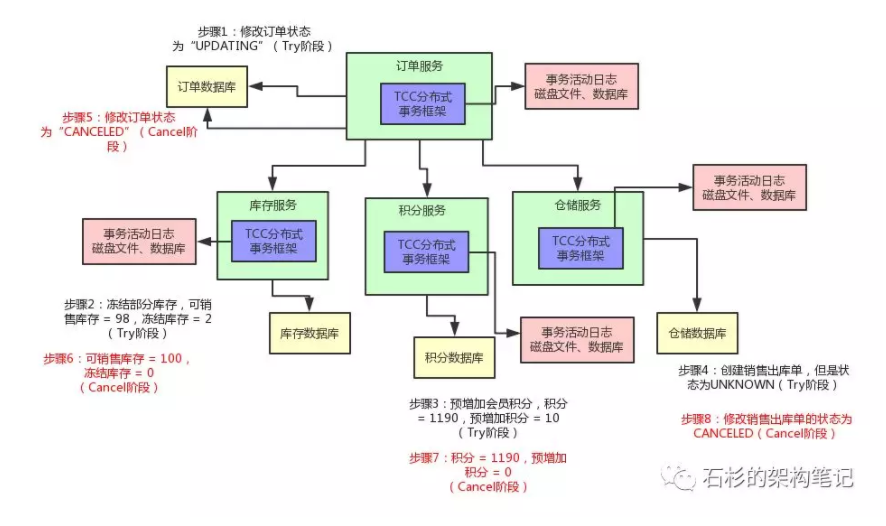 步骤1：修改订单状态
为“UPDATING”（Try阶段）
订单服务
订单数据库
TCC分布式
事务框架
事务活动日志
磁盘文件、数据库
步骤5：修改订单状态
为“CANCELED”（Cancel阶
段）
库存服务
TCC分布式
事务框架
事务活动日志
磁盘文件、数据库
积分服务
TCC分布式
事务框架
仓储服务
TCC分布式
事务框架
事务活动日志
磁盘文件、数据库
步骤2：冻结部分库存，可销
售库存 = 98，冻结库存 = 2
（Try阶段）
库存数据库
步骤6：可销售库存 = 100，
冻结库存 = 0
（Cancel阶段）
积分数据库
事务活动日志
磁盘文件、数据库
仓储数据库
步骤3：预增加会员积分，积分
= 1190，预增加积分 = 10
（Try阶段）
步骤7：积分 = 1190，预增加
积分 = 0
（Cancel阶段）
步骤4：创建销售出库单，但是状
态为UNKNOWN（Try阶段）
步骤8：修改销售出库单的状态为
CANCELED（Cancel阶段）
石杉的架构笔记